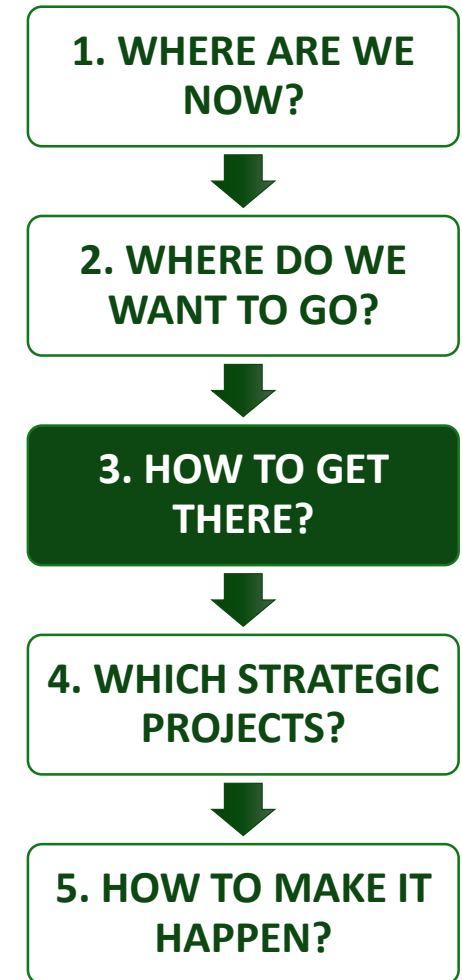 1. WHERE ARE WE
NOW?
2. WHERE DO WE
WANT TO GO?
3. HOW TO GET
THERE?
4. WHICH STRATEGIC
PROJECTS?
5. HOW TO MAKE IT
HAPPEN?